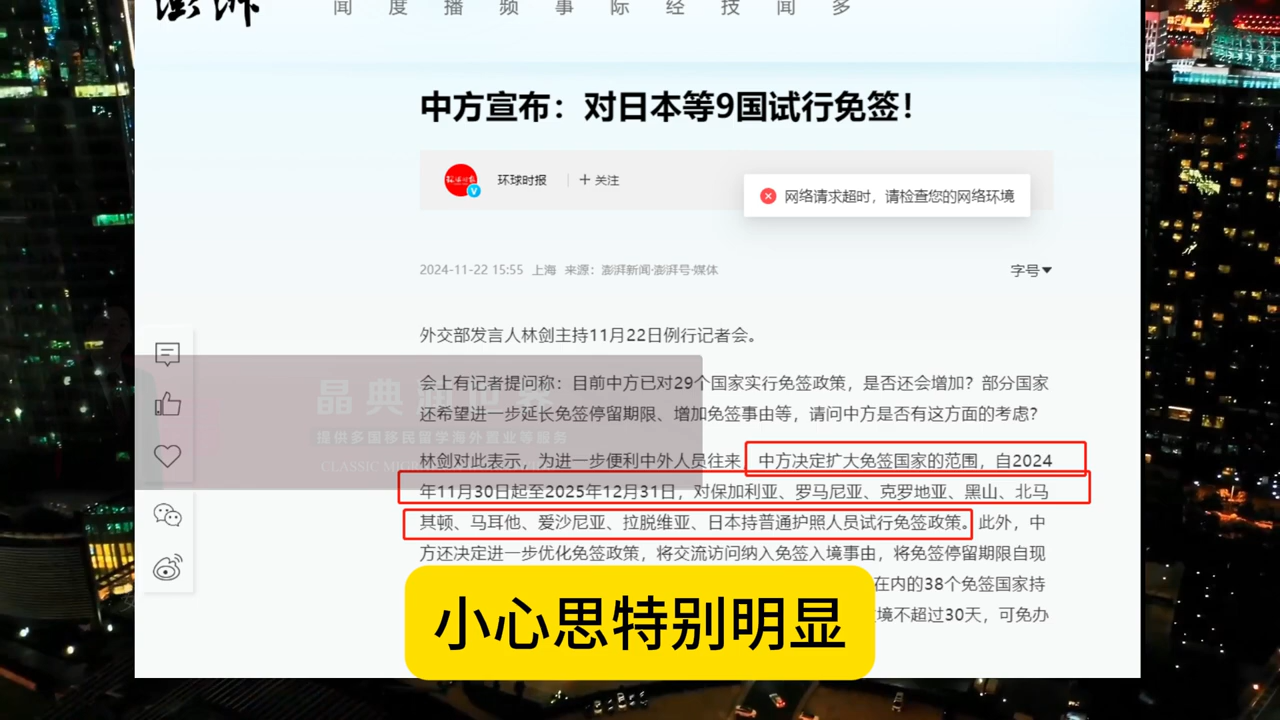 澎湃
闻 度 播 频 事 际 经 技 闻 多
中方宣布：对日本等9国试行免签！
环球时报 + 关注
网络请求超时，请检查您的网络环境
2024-11-22 15:55 上海 来源：澎湃新闻·澎湃号·媒体
字号
外交部发言人林剑主持11月22日例行记者会。
会上有记者提问称：目前中方已对29个国家实行免签政策，是否还会增加？部分国家
还希望进一步延长免签停留期限、增加免签事由等，请问中方是否有这方面的考虑？
晶典
提供多国移民留学海外置业等服务
CLASSIC
林剑对此表示，为进一步便利中外人员往来，中方决定扩大免签国家的范围，自2024
年11月30日起至2025年12月31日，对保加利亚、罗马尼亚、克罗地亚、黑山、北马
其顿、马耳他、爱沙尼亚、拉脱维亚、日本持普通护照人员试行免签政策。此外，中
方还决定进一步优化免签政策，将交流访问纳入免签入境事由，将免签停留期限自现
在内的38个免签国家持
境不超过30天，可免办
小心思特别明显